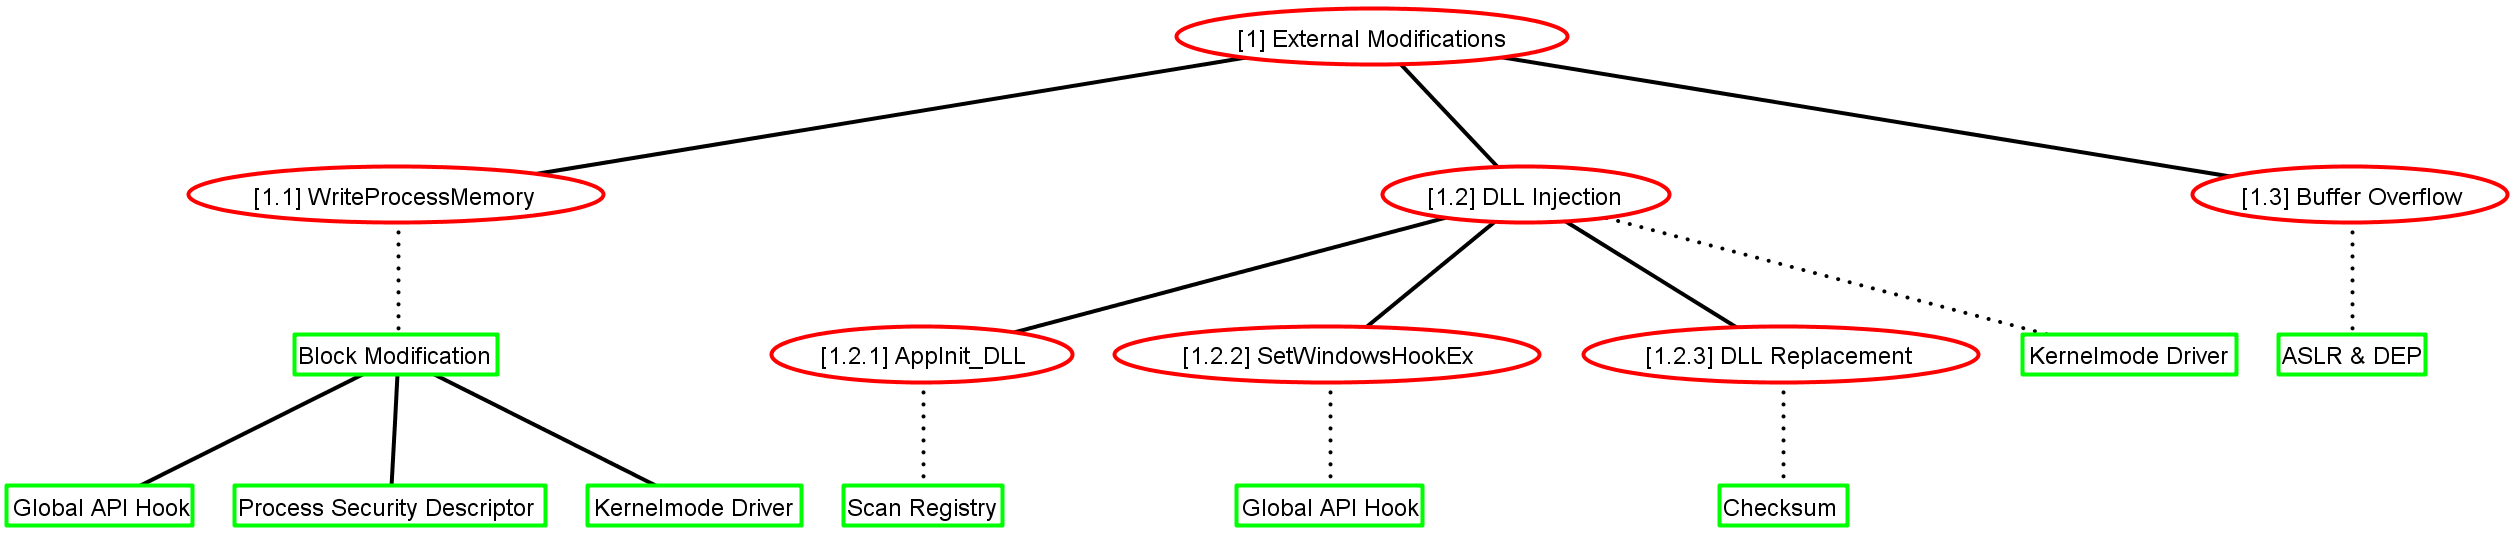 [1] External Modifications
[1.1] WriteProcessMemory
[1.2] DLL Injection
[1.3] Buffer Overflow
Block Modification
[1.2.1] AppInit_DLL
[1.2.2] SetWindowsHookEx
[1.2.3] DLL Replacement
Kernelmode Driver
ASLR & DEP
Global API Hook
Process Security Descriptor
Kernelmode Driver
Scan Registry
Global API Hook
Checksum